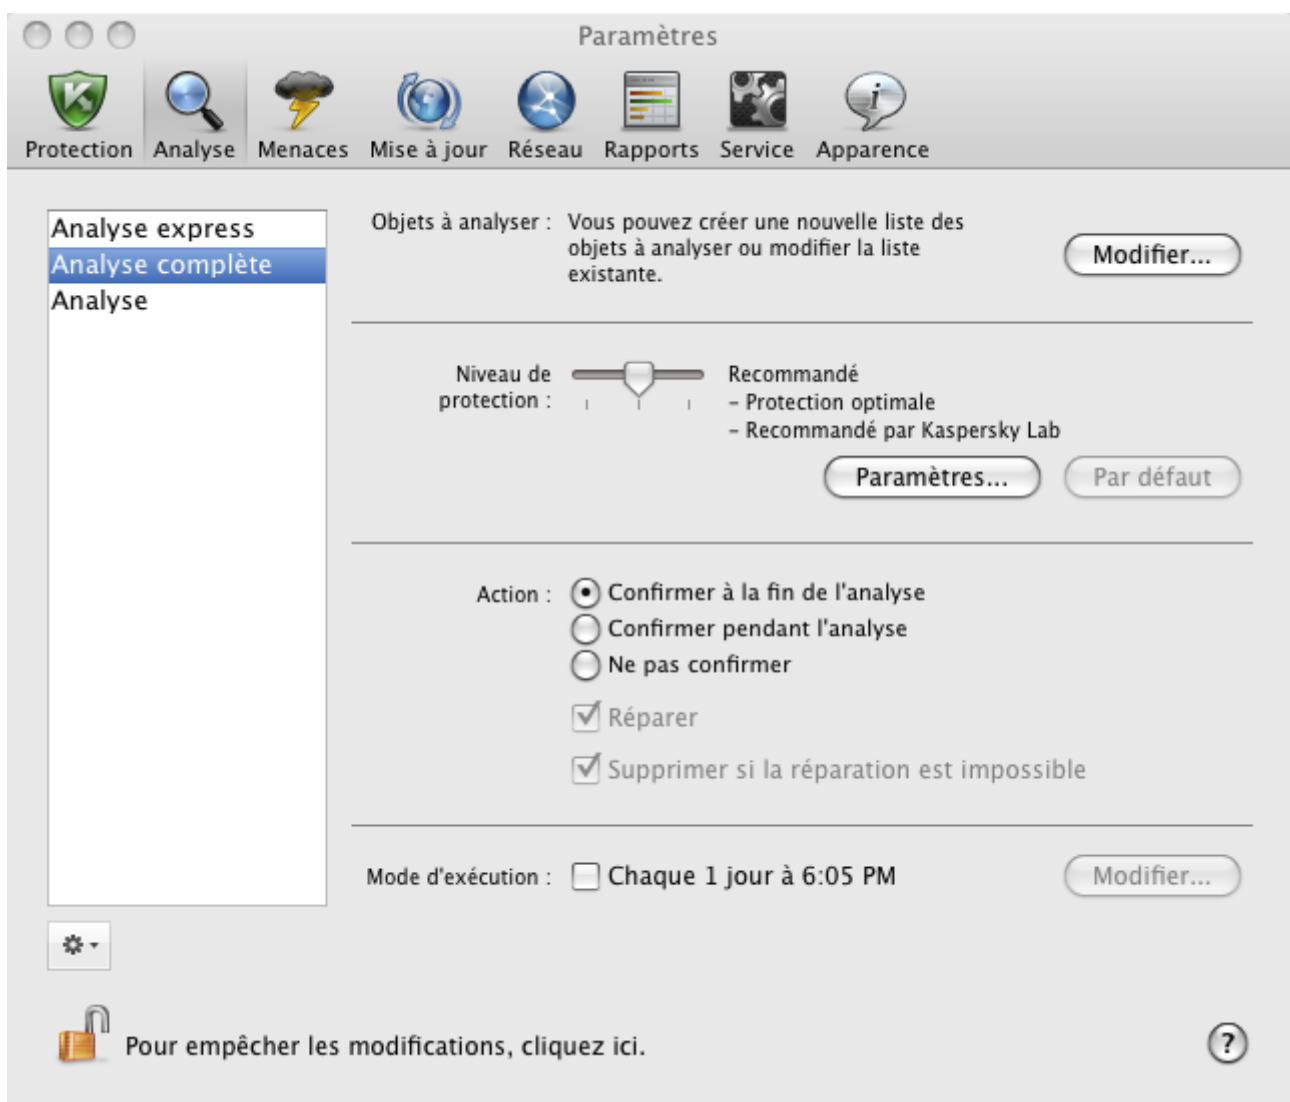 Paramètres
Protection Analyse Menaces Mise à jour Réseau Rapports Service Apparence
Analyse express
Analyse complète
Analyse
Objets à analyser : Vous pouvez créer une nouvelle liste des
objets à analyser ou modifier la liste
existante.
Modifier...
Niveau de
protection :
Recommandé
– Protection optimale
– Recommandé par Kaspersky Lab
Paramètres... Par défaut
Action : Confirmer à la fin de l'analyse
Confirmer pendant l'analyse
Ne pas confirmer
Réparer
Supprimer si la réparation est impossible
Mode d'exécution : Chaque 1 jour à 6:05 PM Modifier...
Pour empêcher les modifications, cliquez ici. ?